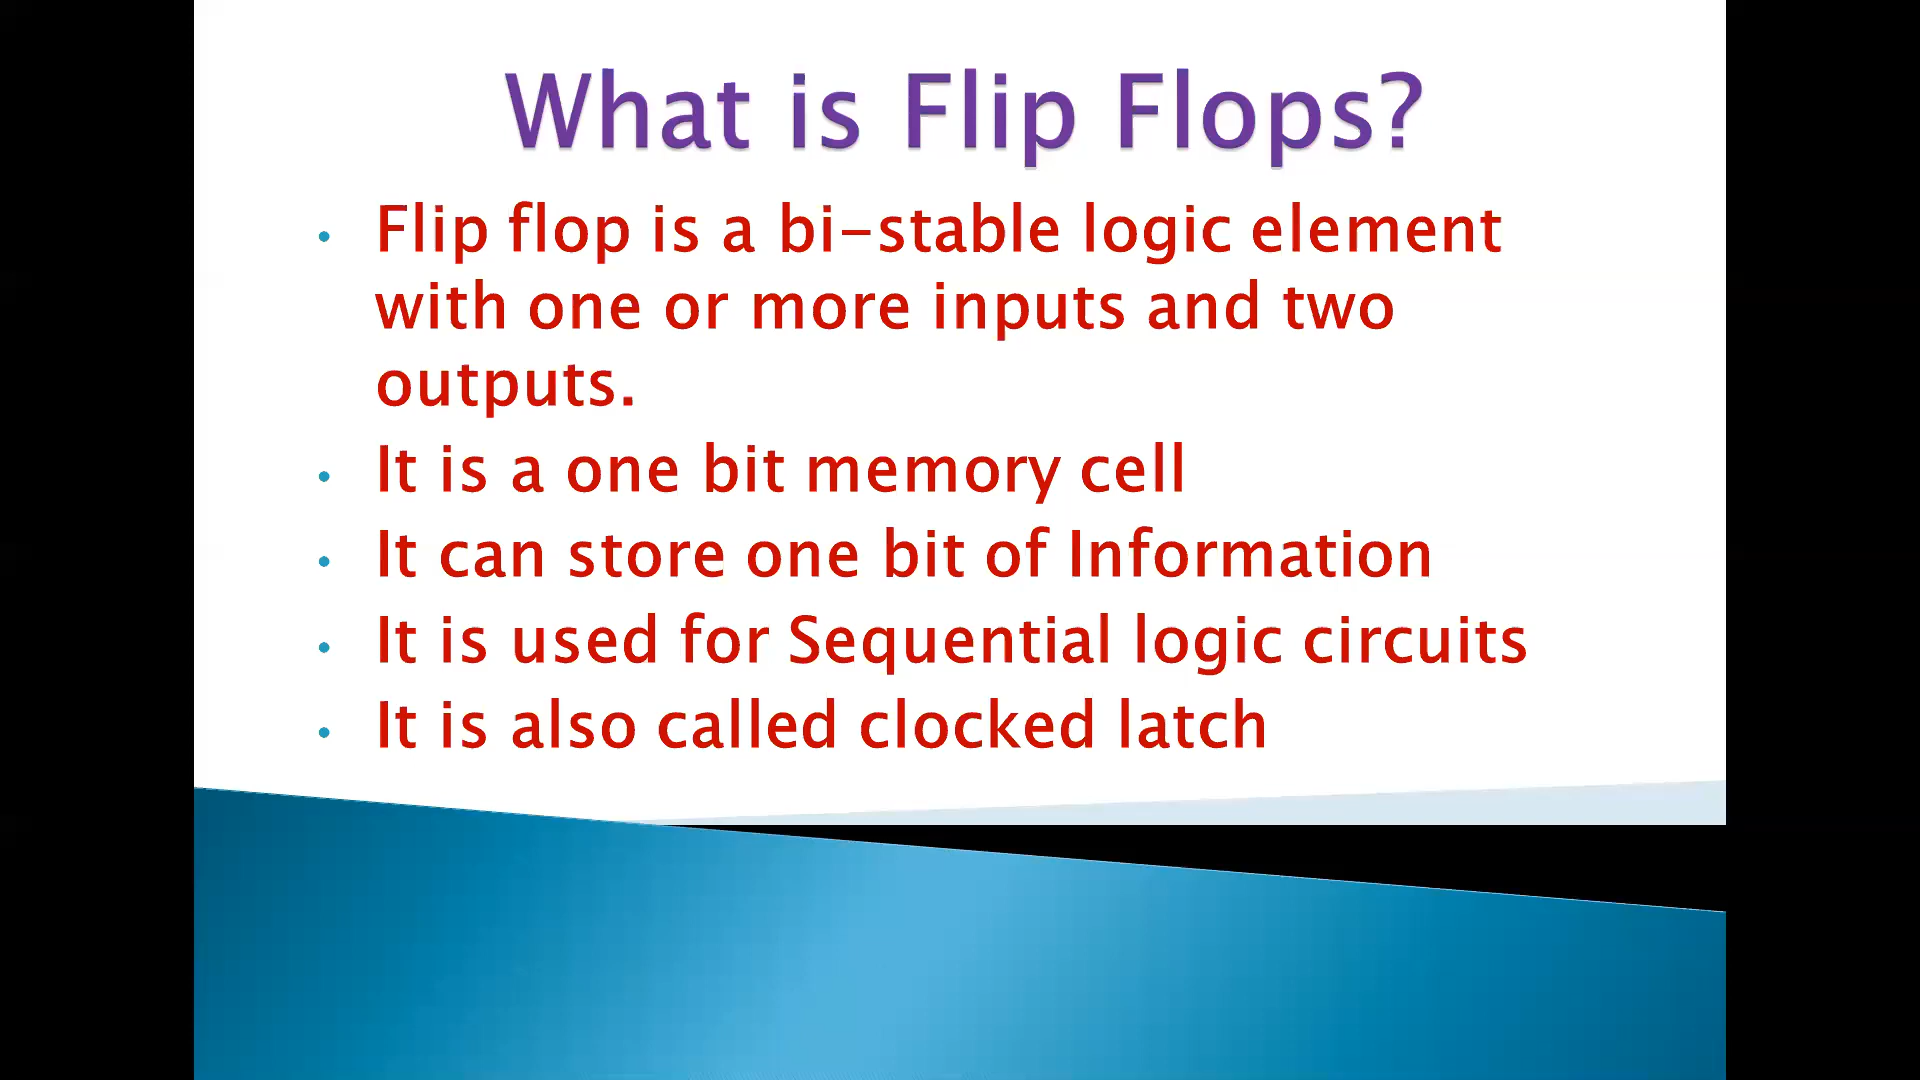 What is Flip Flops?
• Flip flop is a bi-stable logic element
with one or more inputs and two
outputs.
• It is a one bit memory cell
• It can store one bit of Information
• It is used for Sequential logic circuits
• It is also called clocked latch